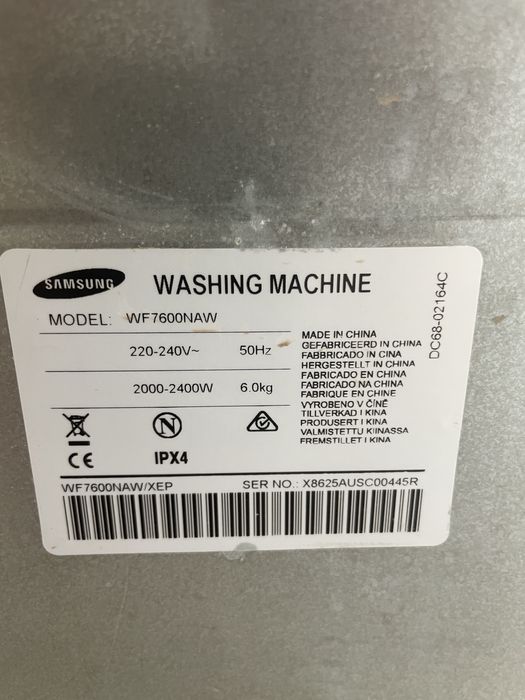 SAMSUNG WASHING MACHINE
MODEL: WF7600NAW
220-240V~ 50Hz
2000-2400W 6.0kg
MADE IN CHINA
GEFABRICEERD IN CHINA
FABBRICADO IN CINA
HERGESTELLT IN CHINA
FABRICADO EN CHINA
FABRICADO NA CHINA
FABRIQUE EN CHINE
VYROBENO V ČÍNĚ
TILLVERKAD I KINA
PRODUSERT I KINA
VALMISTETTU KIINASSA
FREMSTILLET I KINA
DC68-02164C
N
CE IPX4
WF7600NAW/XEP SER NO.: X8625AUSC00445R